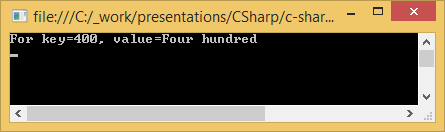 file:///C:/_work/presentations/CSharp/c-shar...
For key=400, value=Four hundred